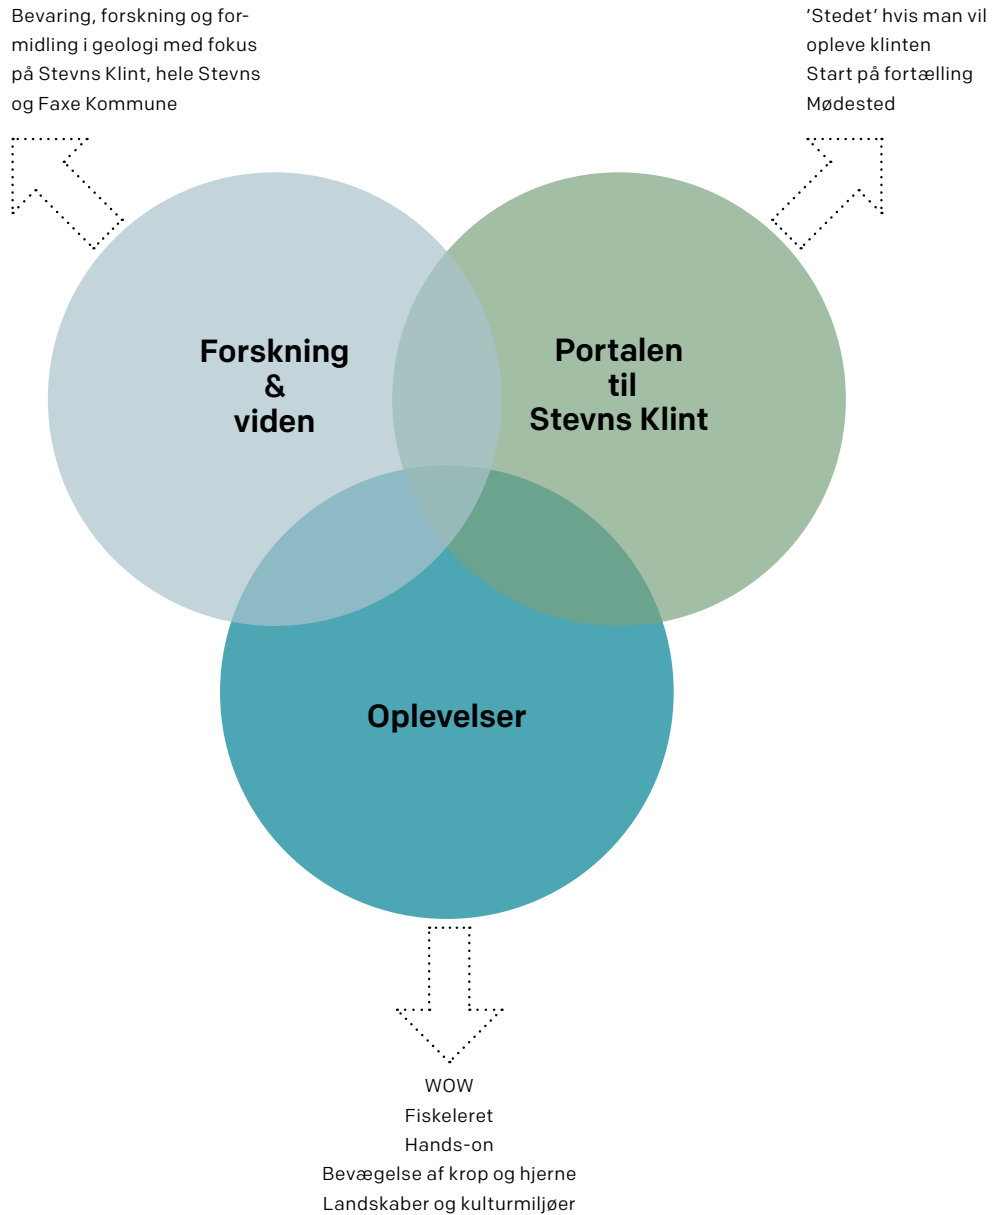 Bevaring, forskning og for-
midling i geologi med fokus
på Stevns Klint, hele Stevns
og Faxe Kommune
’Stedet’ hvis man vil
opleve klinten
Start på fortælling
Mødested
Forskning
&
viden
Portalen
til
Stevns Klint
Oplevelser
WOW
Fiskeleret
Hands-on
Bevægelse af krop og hjerne
Landskaber og kulturmiljøer